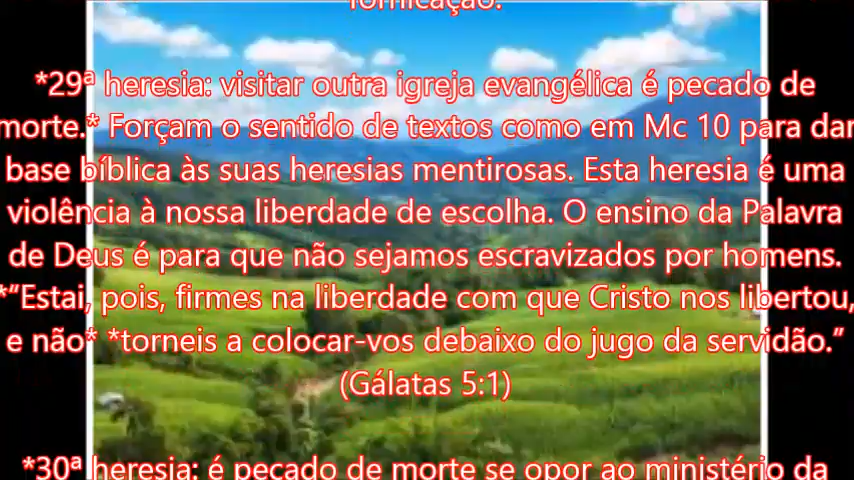 fornicação.
*29ª heresia: visitar outra igreja evangélica é pecado de
morte.* Forçam o sentido de textos como em Mc 10 para dar
base bíblica às suas heresias mentirosas. Esta heresia é uma
violência à nossa liberdade de escolha. O ensino da Palavra
de Deus é para que não sejamos escravizados por homens.
*“Estai, pois, firmes na liberdade com que Cristo nos libertou,
e não* *torneis a colocar-vos debaixo do jugo da servidão.”
(Gálatas 5:1)
*30ª heresia: é pecado de morte se opor ao ministério da